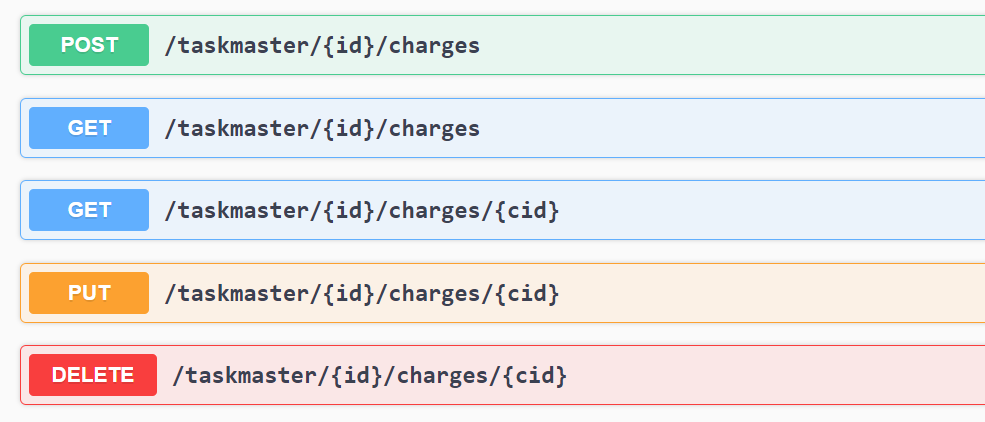 POST /taskmaster/{id}/charges
GET /taskmaster/{id}/charges
GET /taskmaster/{id}/charges/{cid}
PUT /taskmaster/{id}/charges/{cid}
DELETE /taskmaster/{id}/charges/{cid}